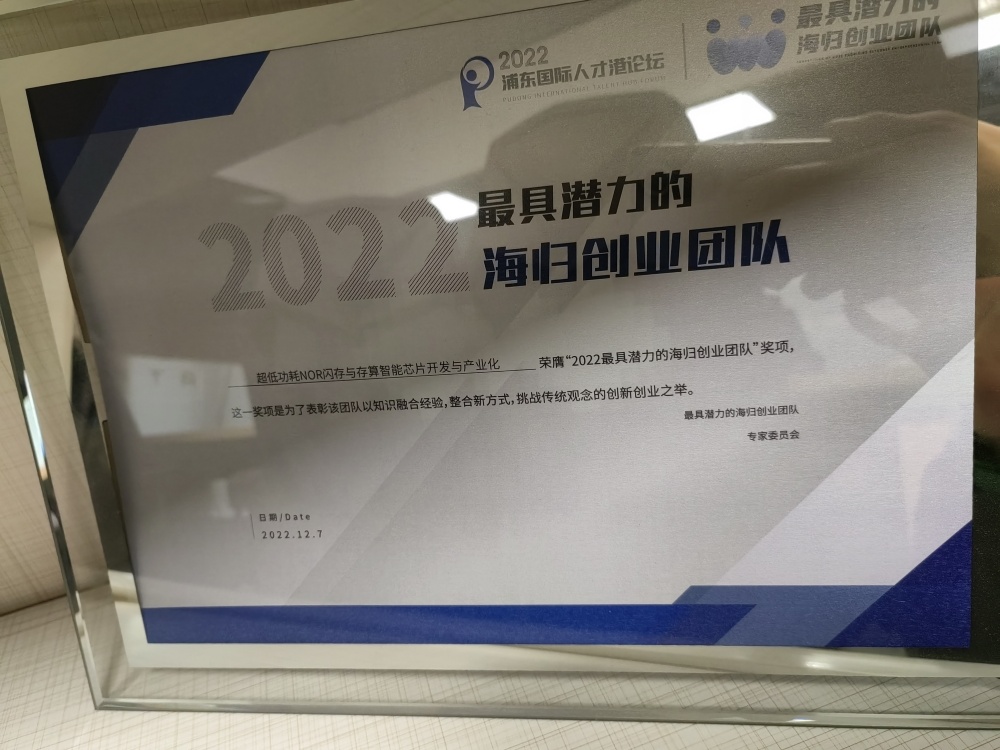 2022
浦东国际人才港论坛
PUDONG INTERNATIONAL TALENT HUB FORUM
最具潜力的
海归创业团队
2022
最具潜力的
海归创业团队
超低功耗NOR闪存与存算智能芯片开发与产业化 荣膺“2022最具潜力的海归创业团队”奖项，
这一奖项是为了表彰该团队以知识融合经验，整合新方式，挑战传统观念的创新创业之举。
最具潜力的海归创业团队
专家委员会
日期/Date
2022.12.7